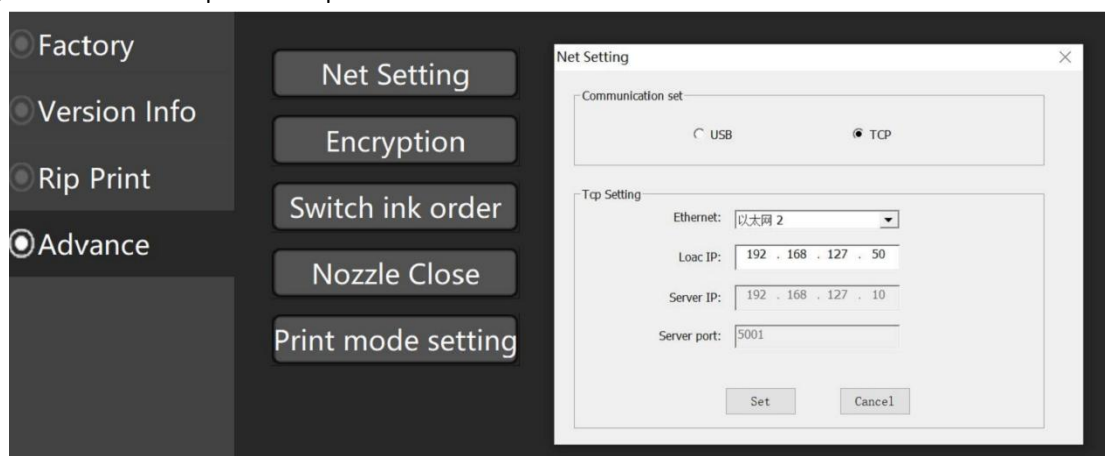 Factory
Version Info
Rip Print
Advance
Net Setting
Encryption
Switch ink order
Nozzle Close
Print mode setting
Net Setting
Communication set
USB
TCP
Tcp Setting
Ethernet: 以太网 2
Loac IP: 192 . 168 . 127 . 50
Server IP: 192 . 168 . 127 . 10
Server port: 5001
Set
Cancel